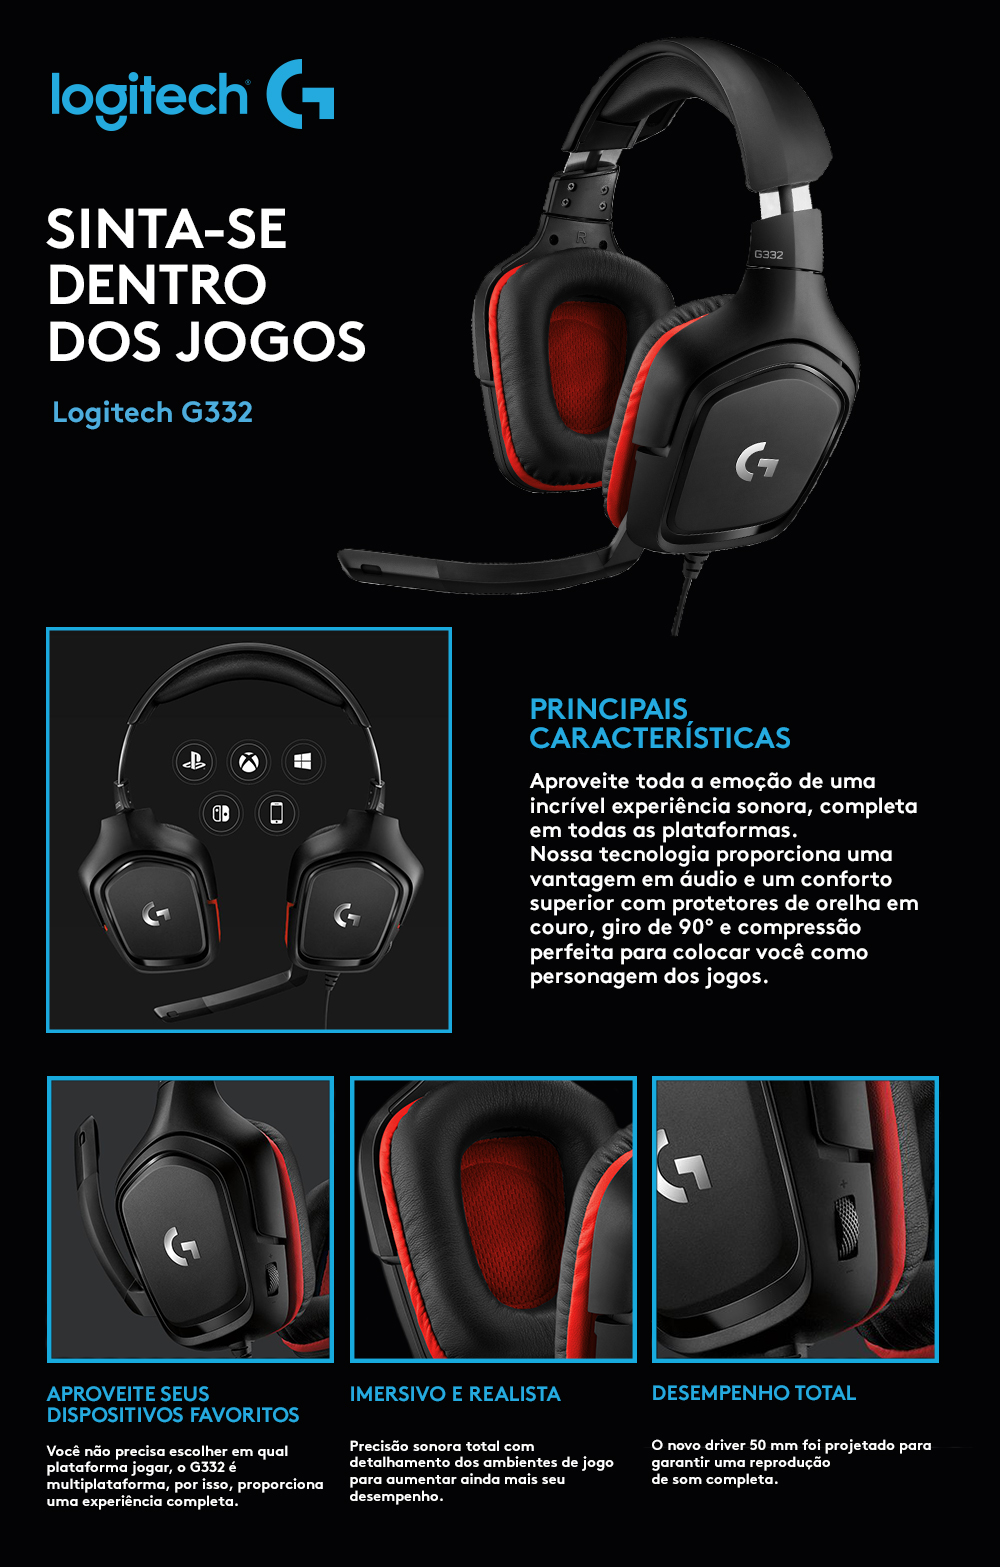 logitech
SINTA-SE
DENTRO
DOS JOGOS
Logitech G332
R
G332
PRINCIPAIS
CARACTERÍSTICAS
Aproveite toda a emoção de uma
incrível experiência sonora, completa
em todas as plataformas.
Nossa tecnologia proporciona uma
vantagem em áudio e um conforto
superior com protetores de orelha em
couro, giro de 90° e compressão
perfeita para colocar você como
personagem dos jogos.
APROVEITE SEUS
DISPOSITIVOS FAVORITOS
Você não precisa escolher em qual
plataforma jogar, o G332 é
multiplataforma, por isso, proporciona
uma experiência completa.
IMERSIVO E REALISTA
Precisão sonora total com
detalhamento dos ambientes de jogo
para aumentar ainda mais seu
desempenho.
DESEMPENHO TOTAL
O novo driver 50 mm foi projetado para
garantir uma reprodução
de som completa.